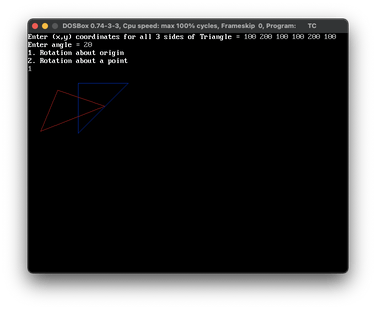 DOSBox 0.74-3-3, Cpu speed: max 100% cycles, Frameskip 0, Program: TC
Enter (x,y) coordinates for all 3 sides of Triangle = 100 200 100 100 200 100
Enter angle = 20
1. Rotation about origin
2. Rotation about a point
1